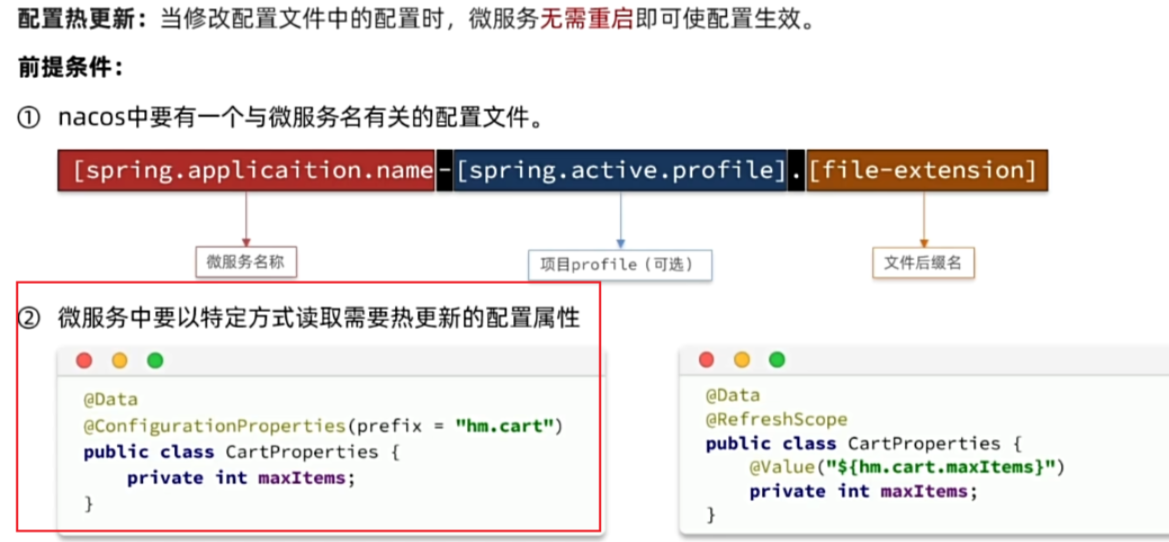 配置热更新：当修改配置文件中的配置时，微服务无需重启即可使配置生效。
前提条件：
① nacos中要有一个与微服务名有关的配置文件。
[spring.applicaition.name-[spring.active.profile].[file-extension]
微服务名称
项目profile（可选）
文件后缀名
② 微服务中要以特定方式读取需要热更新的配置属性
@Data
@ConfigurationProperties(prefix = "hm.cart")
public class CartProperties {
private int maxItems;
}
@Data
@RefreshScope
public class CartProperties {
@Value("${hm.cart.maxItems}")
private int maxItems;
}